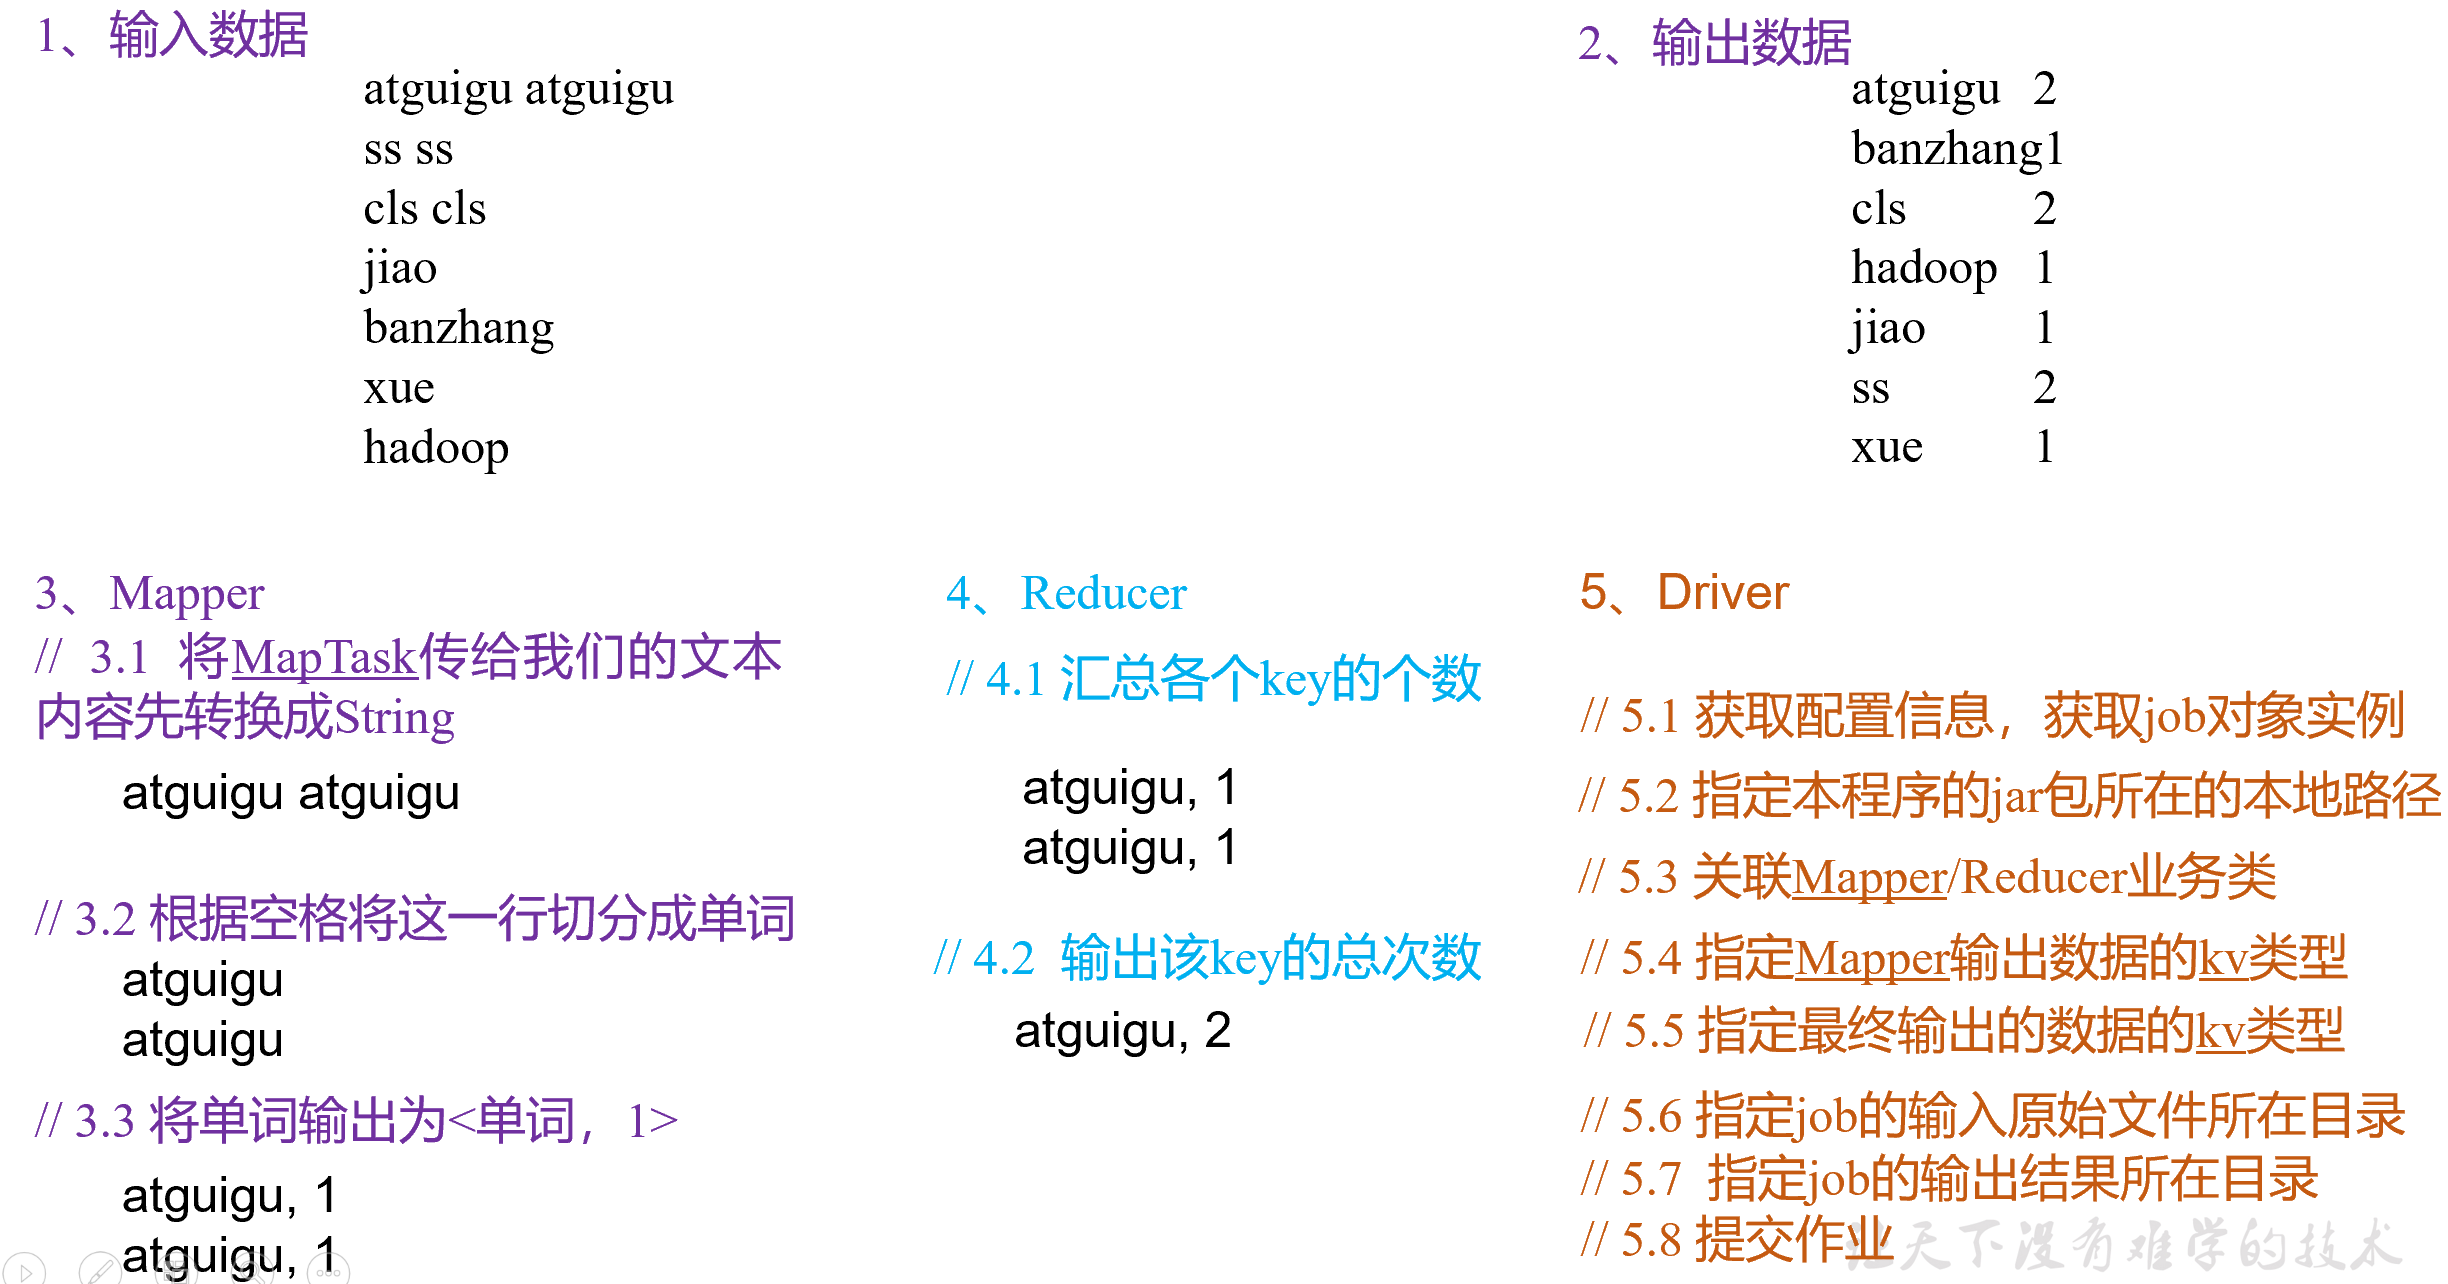 1、输入数据
atguigu atguigu
ss ss
cls cls
jiao
banzhang
xue
hadoop
2、输出数据
atguigu 2
banzhang1
cls 2
hadoop 1
jiao 1
ss 2
xue 1
3、Mapper
// 3.1 将MapTask传给我们的文本
内容先转换成String
atguigu atguigu
// 3.2 根据空格将这一行切分成单词
atguigu
atguigu
// 3.3 将单词输出为<单词，1>
atguigu, 1
atguigu, 1
4、Reducer
// 4.1 汇总各个key的个数
atguigu, 1
atguigu, 1
// 4.2 输出该key的总次数
atguigu, 2
5、Driver
// 5.1 获取配置信息，获取job对象实例
// 5.2 指定本程序的jar包所在的本地路径
// 5.3 关联Mapper/Reducer业务类
// 5.4 指定Mapper输出数据的kv类型
// 5.5 指定最终输出的数据的kv类型
// 5.6 指定job的输入原始文件所在目录
// 5.7 指定job的输出结果所在目录
// 5.8 提交作业
让天下没有难学的技术